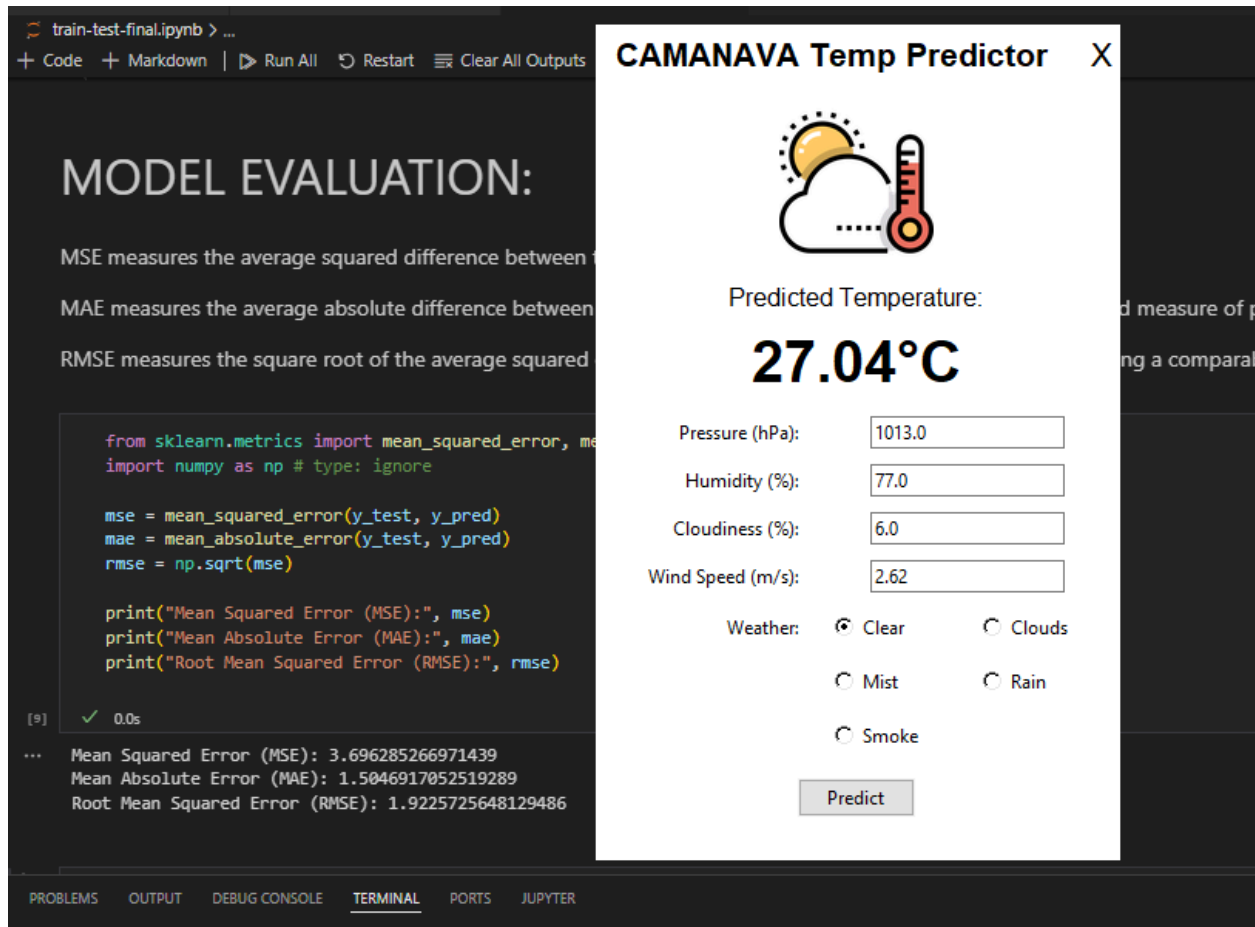 train-test-final.ipynb > ...
+ Code + Markdown | Run All Restart Clear All Outputs
MODEL EVALUATION:
MSE measures the average squared difference between
MAE measures the average absolute difference between
d measure of
RMSE measures the square root of the average squared
ng a compara
from sklearn.metrics import mean_squared_error, me
import numpy as np # type: ignore
mse = mean_squared_error(y_test, y_pred)
mae = mean_absolute_error(y_test, y_pred)
rmse = np.sqrt(mse)
print("Mean Squared Error (MSE):", mse)
print("Mean Absolute Error (MAE):", mae)
print("Root Mean Squared Error (RMSE):", rmse)
[9] 0.0s
... Mean Squared Error (MSE): 3.696285266971439
Mean Absolute Error (MAE): 1.5046917052519289
Root Mean Squared Error (RMSE): 1.9225725648129486
PROBLEMS OUTPUT DEBUG CONSOLE TERMINAL PORTS JUPYTER
CAMANAVA Temp Predictor X
Predicted Temperature:
27.04°C
Pressure (hPa): 1013.0
Humidity (%): 77.0
Cloudiness (%): 6.0
Wind Speed (m/s): 2.62
Weather: Clear Clouds
Mist Rain
Smoke
Predict